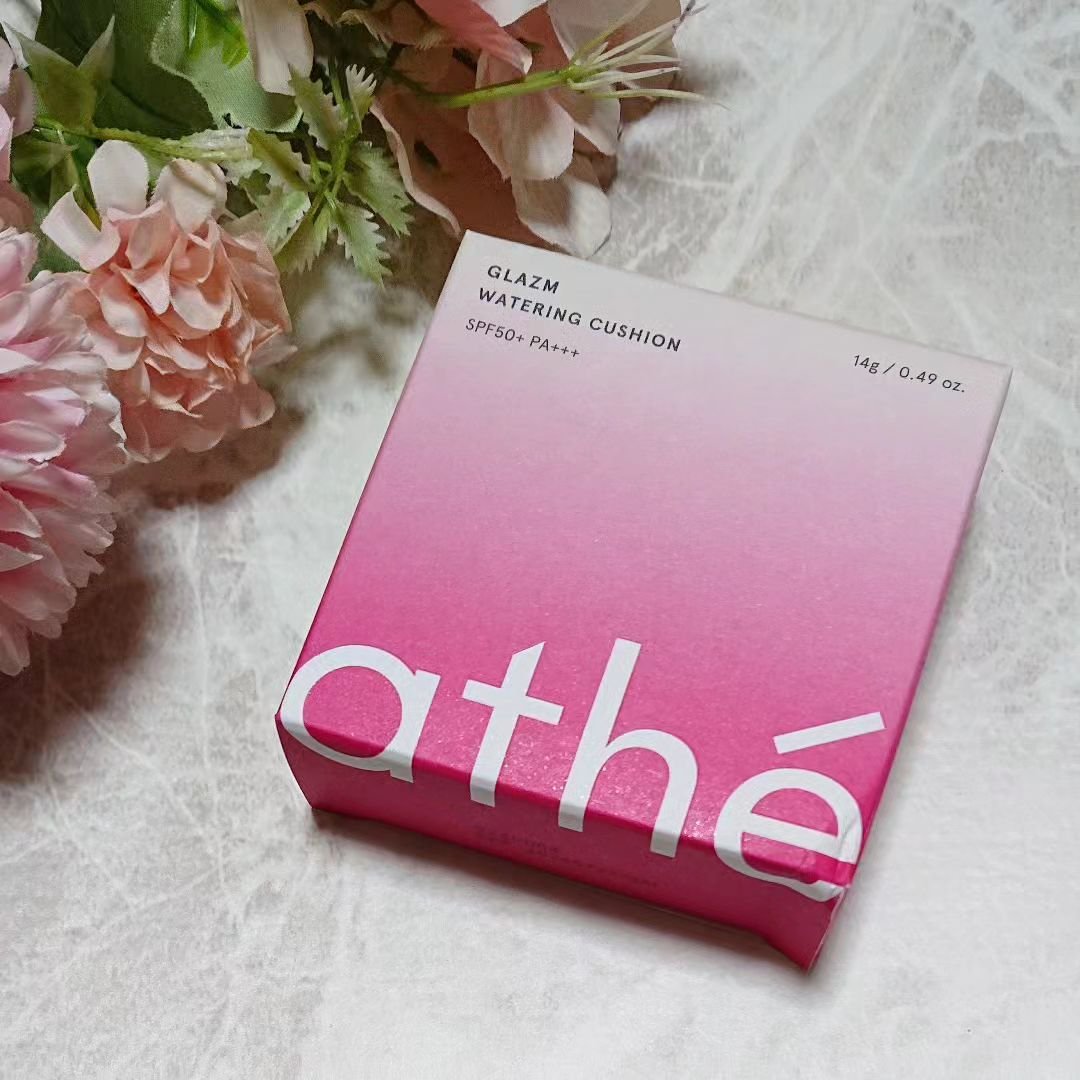 GLAZM
WATERING CUSHION
SPF50+ PA+++
14g / 0.49 oz.
athé